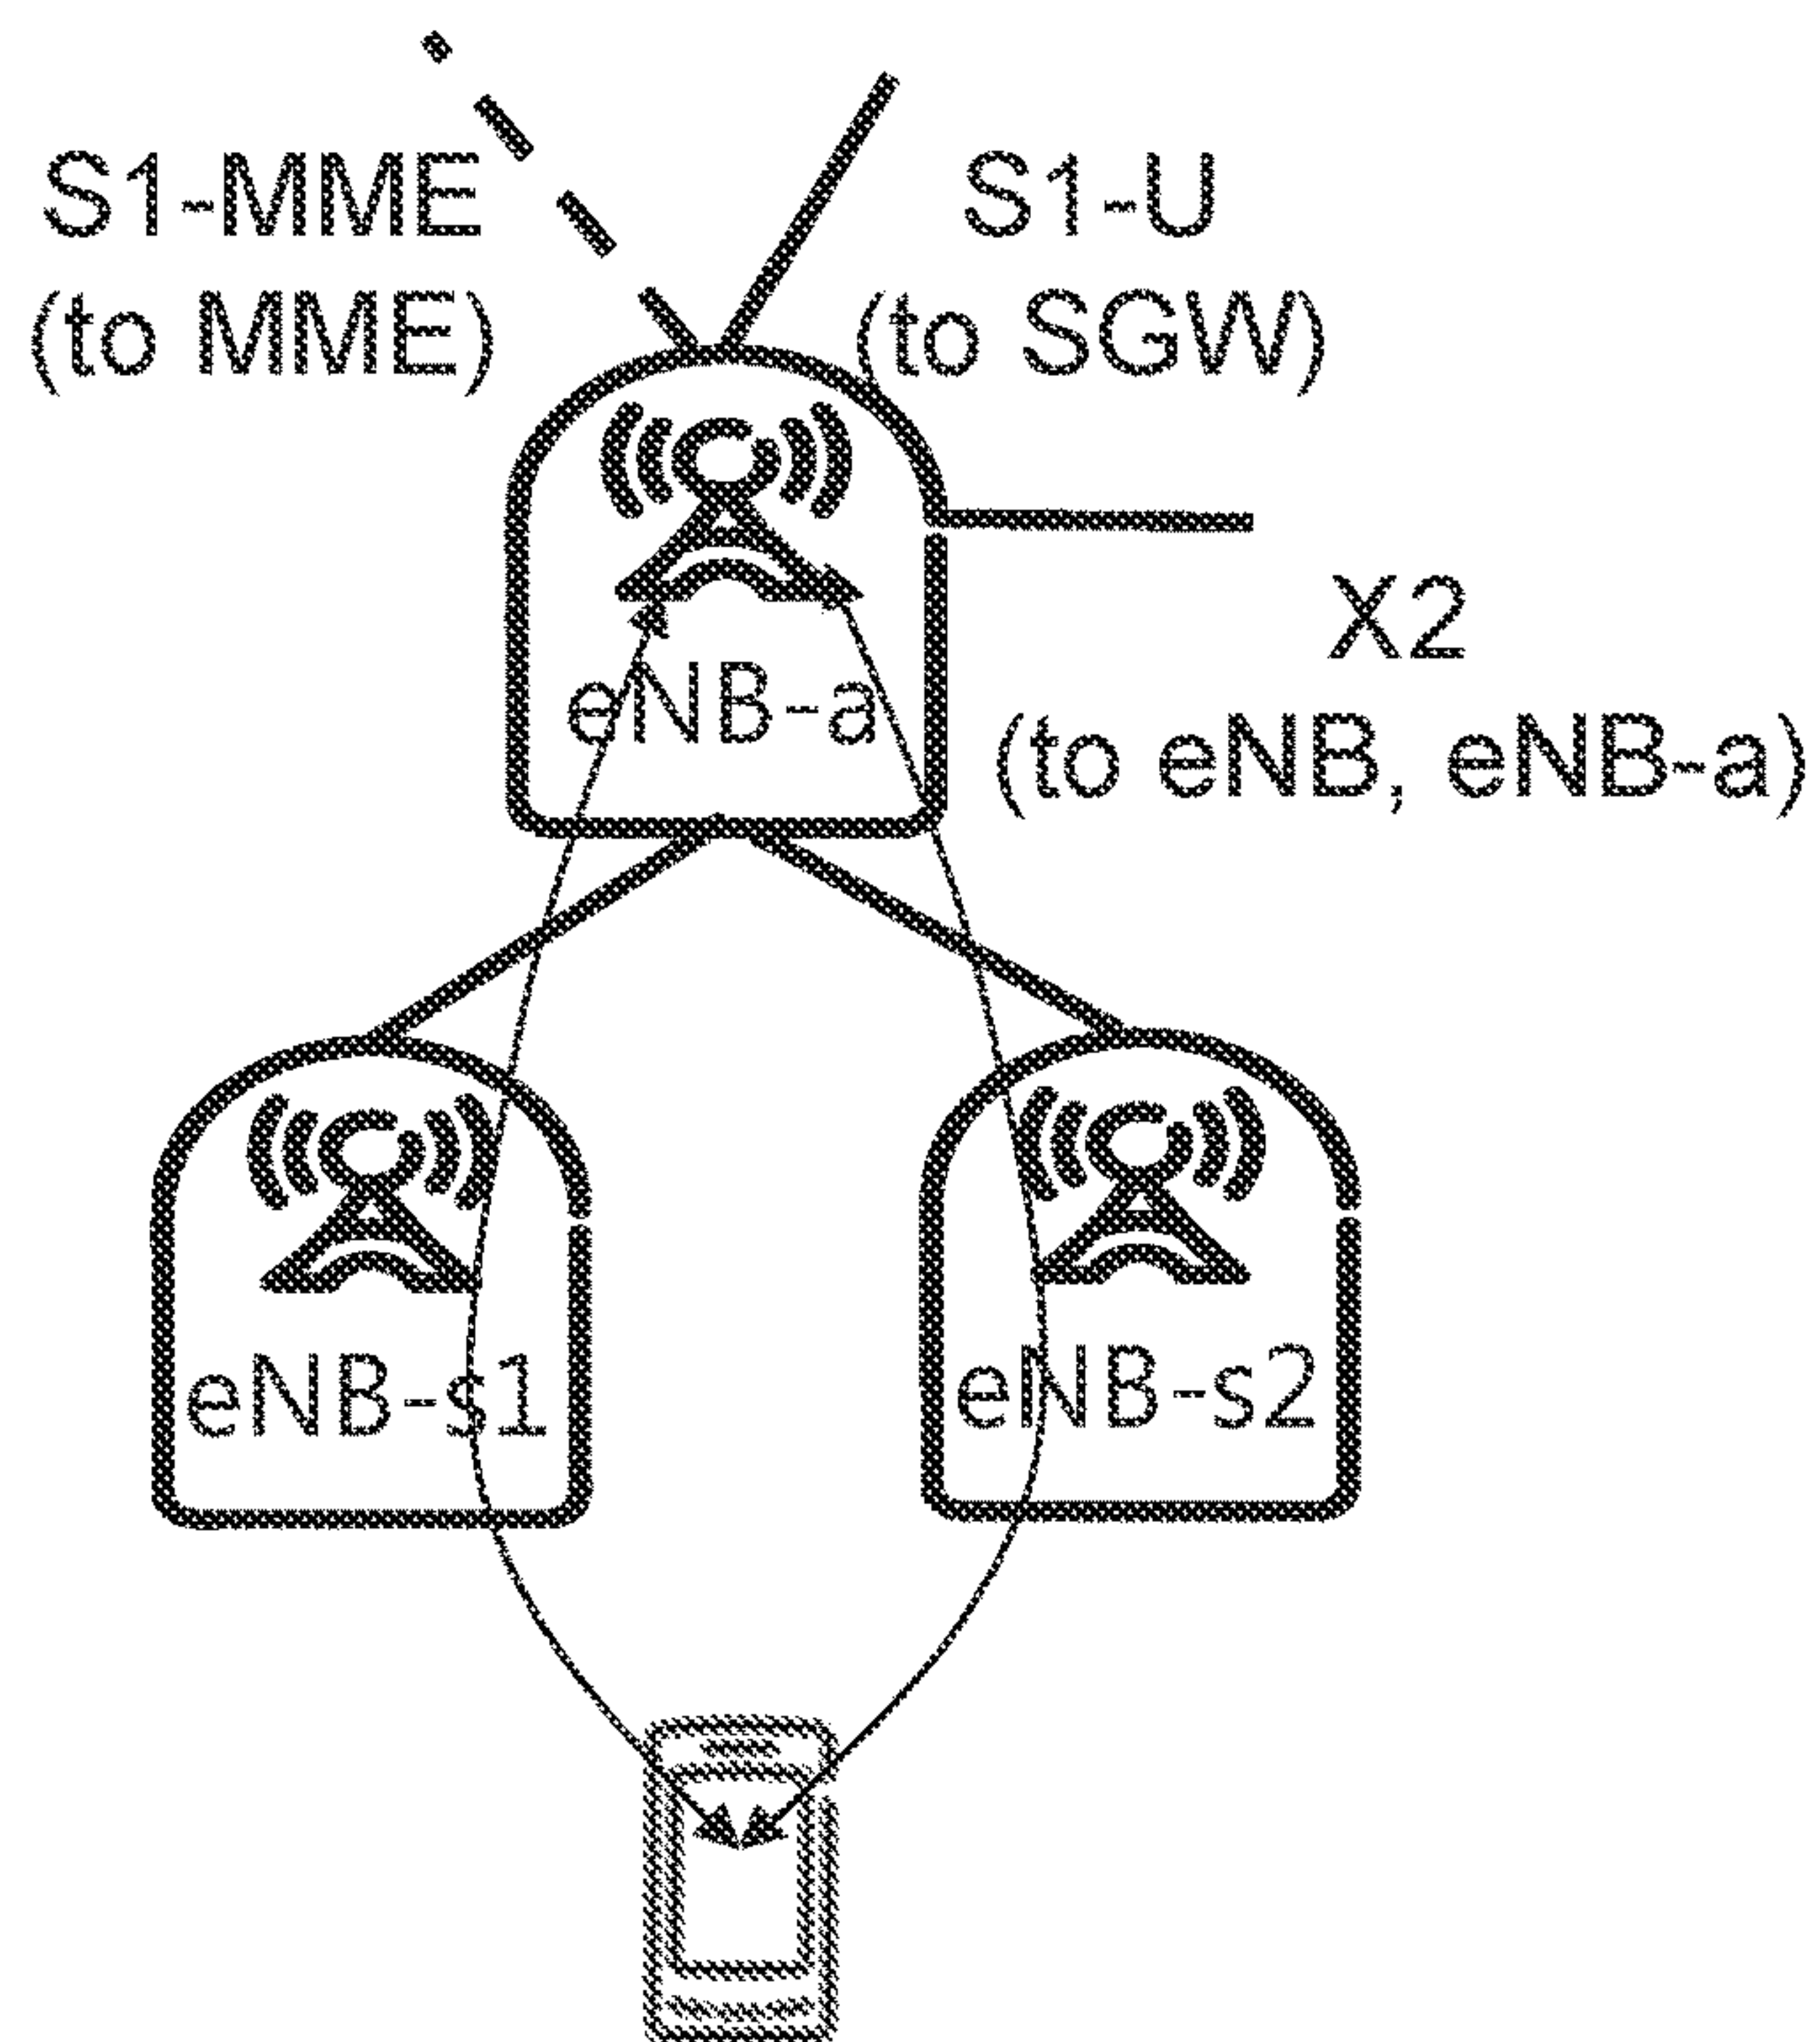 S1-MME
(to MME)
S1-U
(to SGW)
eNB-a
X2
(to eNB, eNB-a)
eNB-s1
eNB-s2